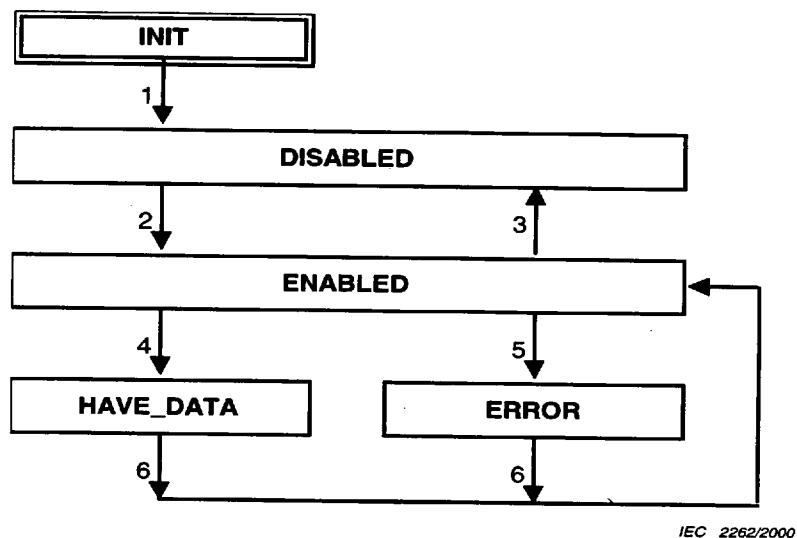 INIT
1
DISABLED
2
3
ENABLED
4
5
HAVE_DATA
ERROR
6
6
IEC 2262/2000